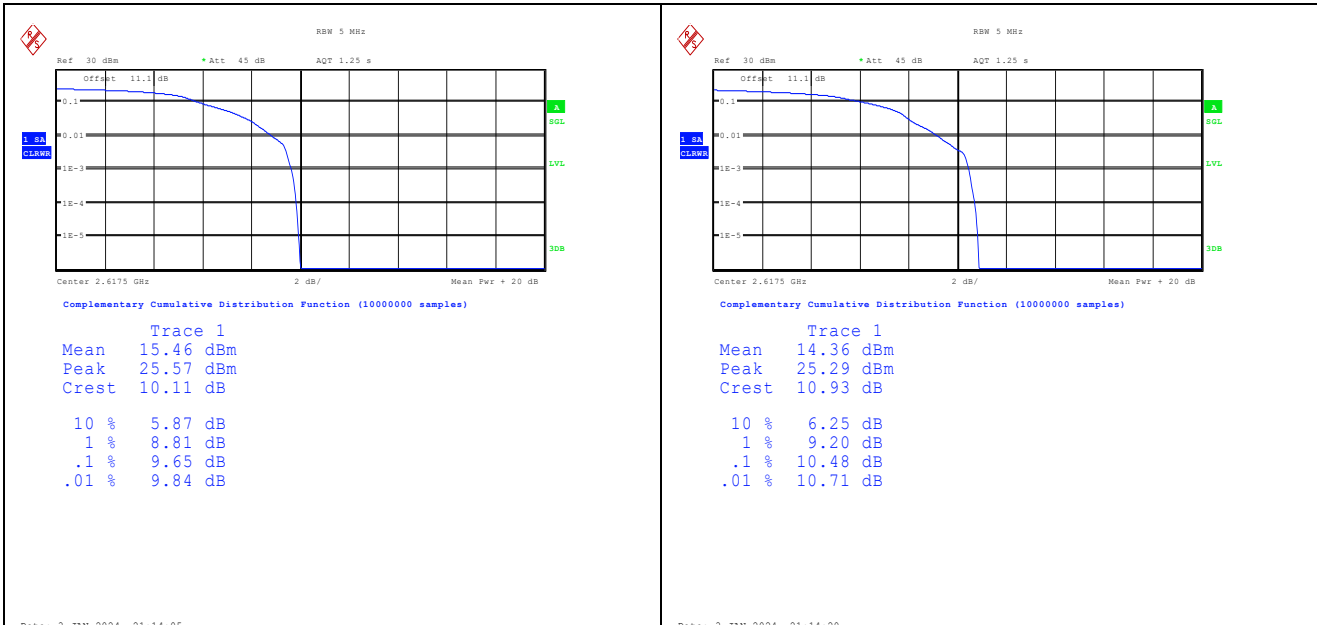 RBW 5 MHz
Ref 30 dBm * Att 45 dB AQT 1.25 s
Offset 11.1 dB
0.1
A
SGL
0.01
1 SA
CLRWR
LVL
1E-3
1E-4
1E-5
3DB
Center 2.6175 GHz 2 dB/ Mean Pwr + 20 dB
Complementary Cumulative Distribution Function (10000000 samples)
Trace 1
Mean 15.46 dBm
Peak 25.57 dBm
Crest 10.11 dB
10 % 5.87 dB
1 % 8.81 dB
.1 % 9.65 dB
.01 % 9.84 dB
RBW 5 MHz
Ref 30 dBm * Att 45 dB AQT 1.25 s
Offset 11.1 dB
0.1
A
SGL
0.01
1 SA
CLRWR
LVL
1E-3
1E-4
1E-5
3DB
Center 2.6175 GHz 2 dB/ Mean Pwr + 20 dB
Complementary Cumulative Distribution Function (10000000 samples)
Trace 1
Mean 14.36 dBm
Peak 25.29 dBm
Crest 10.93 dB
10 % 6.25 dB
1 % 9.20 dB
.1 % 10.48 dB
.01 % 10.71 dB